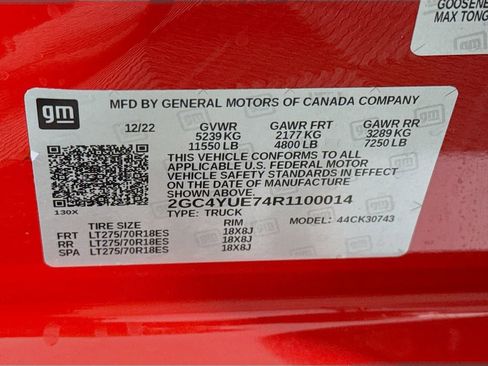 GOOSENE
MAX TONG
gm
MFD BY GENERAL MOTORS OF CANADA COMPANY
12/22 GVWR GAWR FRT GAWR RR
5239 KG 2177 KG 3289 KG
11550 LB 4800 LB 7250 LB
THIS VEHICLE CONFORMS TO ALL
APPLICABLE U.S. FEDERAL MOTOR
VEHICLE SAFETY STANDARDS IN EFFECT
ON THE DATE OF MANUFACTURE
SHOWN ABOVE.
2GC4YUE74R1100014
130X
TYPE: TRUCK MODEL: 44CK30743
TIRE SIZE RIM
FRT LT275/70R18ES 18X8J
RR LT275/70R18ES 18X8J
SPA LT275/70R18ES 18X8J